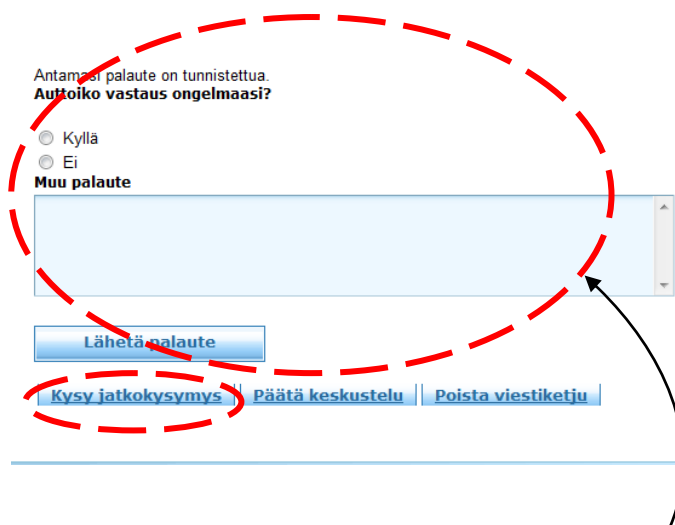 Antamasi palaute on tunnistettua.
Auttoiko vastaus ongelmaasi?
Kyllä
Ei
Muu palaute
Lähetä palaute
Kysy jatkokysymys Päätä keskustelu Poista viestiketju